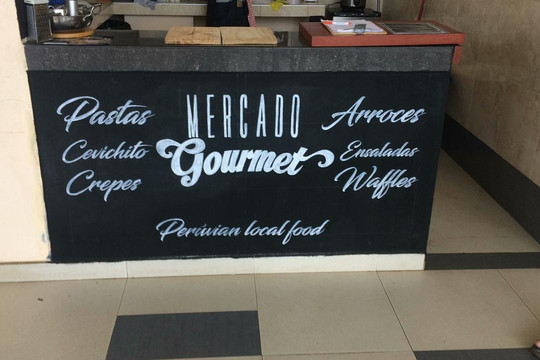 Pastas
Cevichito
Crepes
MERCADO
Gourmet
Arroces
Ensaladas
Waffles
Peruvian local food